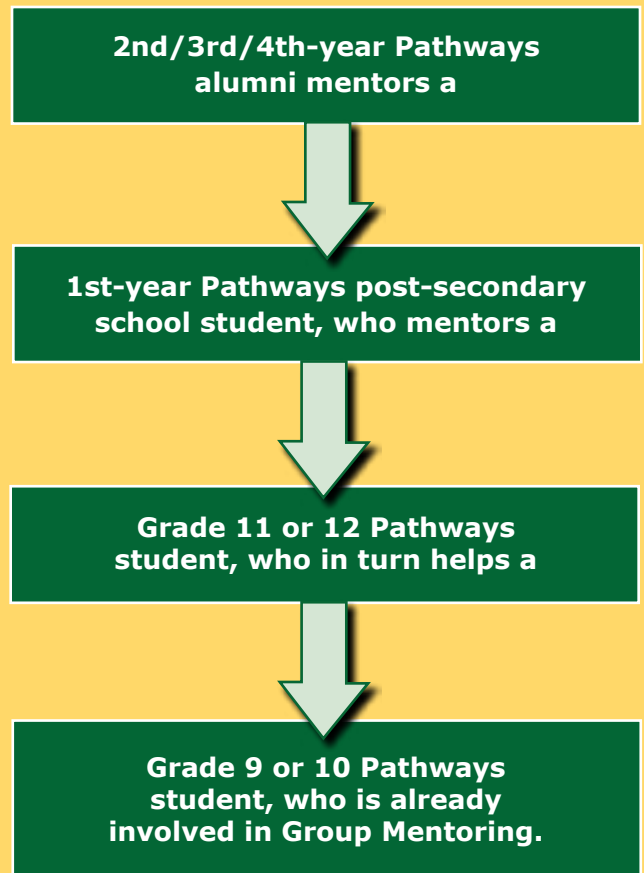 2nd/3rd/4th-year Pathways
alumni mentors a
1st-year Pathways post-secondary
school student, who mentors a
Grade 11 or 12 Pathways
student, who in turn helps a
Grade 9 or 10 Pathways
student, who is already
involved in Group Mentoring.